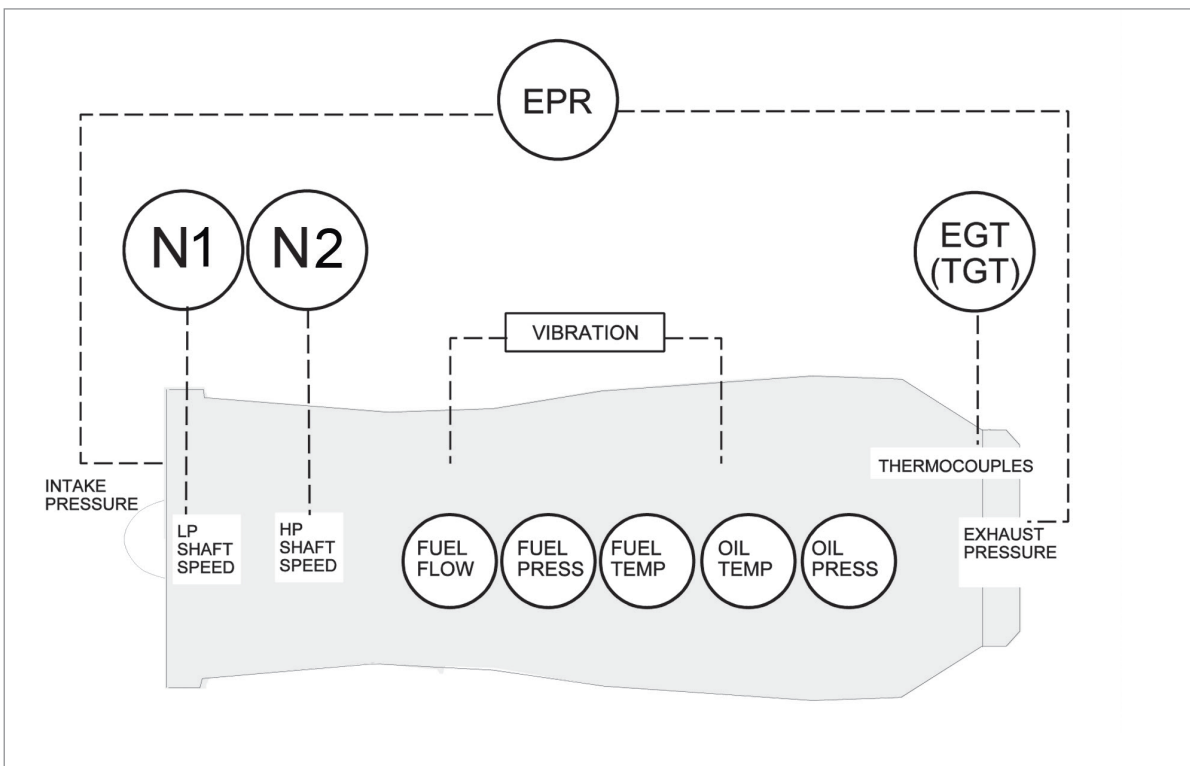 EPR
N1
N2
EGT
(TGT)
VIBRATION
THERMOCOUPLES
INTAKE
PRESSURE
LP
SHAFT
SPEED
HP
SHAFT
SPEED
FUEL
FLOW
FUEL
PRESS
FUEL
TEMP
OIL
TEMP
OIL
PRESS
EXHAUST
PRESSURE